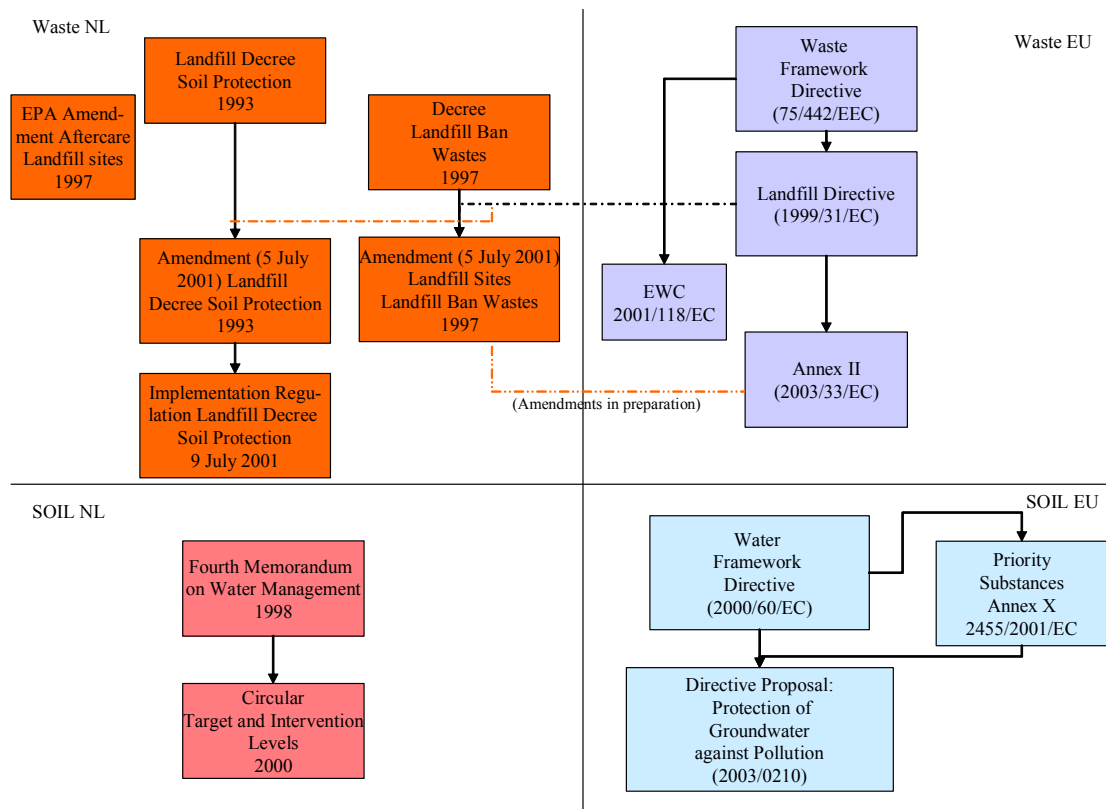 Waste NL
Landfill Decree
Soil Protection
1993
EPA Amend-
ment Aftercare
Landfill sites
1997
Decree
Landfill Ban
Wastes
1997
Amendment (5 July
2001) Landfill
Decree Soil Protection
1993
Amendment (5 July 2001)
Landfill Sites
Landfill Ban Wastes
1997
Implementation Regu-
lation Landfill Decree
Soil Protection
9 July 2001
(Amendments in preparation)
Waste EU
Waste
Framework
Directive
(75/442/EEC)
Landfill Directive
(1999/31/EC)
EWC
2001/118/EC
Annex II
(2003/33/EC)
SOIL NL
Fourth Memorandum
on Water Management
1998
Circular
Target and Intervention
Levels
2000
SOIL EU
Water
Framework
Directive
(2000/60/EC)
Priority
Substances
Annex X
2455/2001/EC
Directive Proposal:
Protection of
Groundwater
against Pollution
(2003/0210)